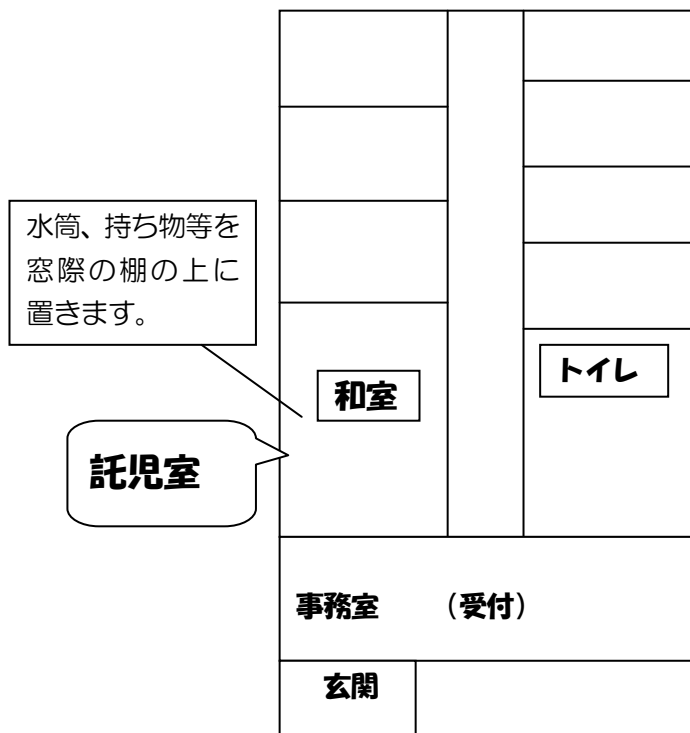 水筒、持ち物等を
窓際の棚の上に
置きます。
和室
トイレ
託児室
事務室 （受付）
玄関